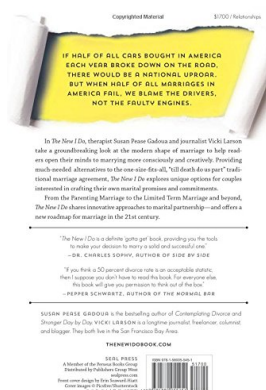 Copyrighted Material
$17.00 / Relationships
IF HALF OF ALL CARS BOUGHT IN AMERICA
EACH YEAR BROKE DOWN ON THE ROAD,
THERE WOULD BE A NATIONAL UPROAR.
BUT WHEN HALF OF ALL MARRIAGES IN
AMERICA FAIL, WE BLAME THE DRIVERS,
NOT THE FAULTY ENGINES.
In The New I Do, therapist Susan Pease Gadoua and journalist Vicki Larson
take a groundbreaking look at the modern shape of marriage to help read-
ers open their minds to marrying more consciously and creatively. Providing
much-needed alternatives to the one-size-fits-all, "till death do us part" tradi-
tional marriage agreement, The New I Do explores unique options for couples
interested in crafting their own marital promises and commitments.
From the Parenting Marriage to the Limited Term Marriage and beyond,
The New I Do shares innovative approaches to marital partnership—and offers a
new roadmap for marriage in the 21st century.
"The New I Do is a definite 'gotta get' book, providing you the tools
to make your decision to marry a solid and successful one."
—DR. CHARLES SOPHY, AUTHOR OF SIDE BY SIDE
"If you think a 50 percent divorce rate is an acceptable statistic,
then I suppose you don't have to read this book. For everyone else,
this book will give you permission to think out of the box."
—PEPPER SCHWARTZ, AUTHOR OF THE NORMAL BAR
SUSAN PEASE GADOUA is the bestselling author of Contemplating Divorce and
Stronger Day by Day. VICKI LARSON is a longtime journalist, freelancer, columnist,
and blogger. They both live in the San Francisco Bay Area.
THENEWIDOBOOK.COM
SEAL PRESS
A Member of the Perseus Books Group
Distributed by Publishers Group West
sealpress.com